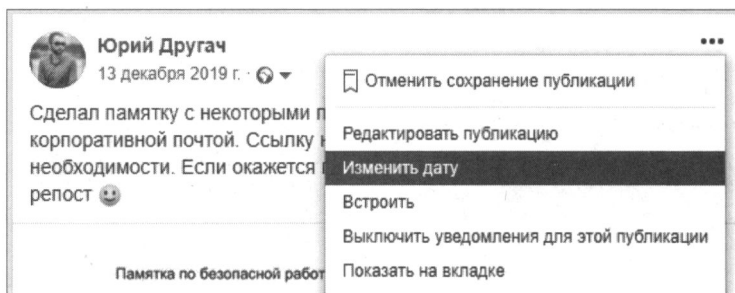 Юрий Другач
13 декабря 2019 г.
Отменить сохранение публикации
Сделал памятку с некоторыми
корпоративной почтой. Ссылку
необходимости. Если окажется
репост
Редактировать публикацию
Изменить дату
Встроить
Выключить уведомления для этой публикации
Показать на вкладке
Памятка по безопасной работ